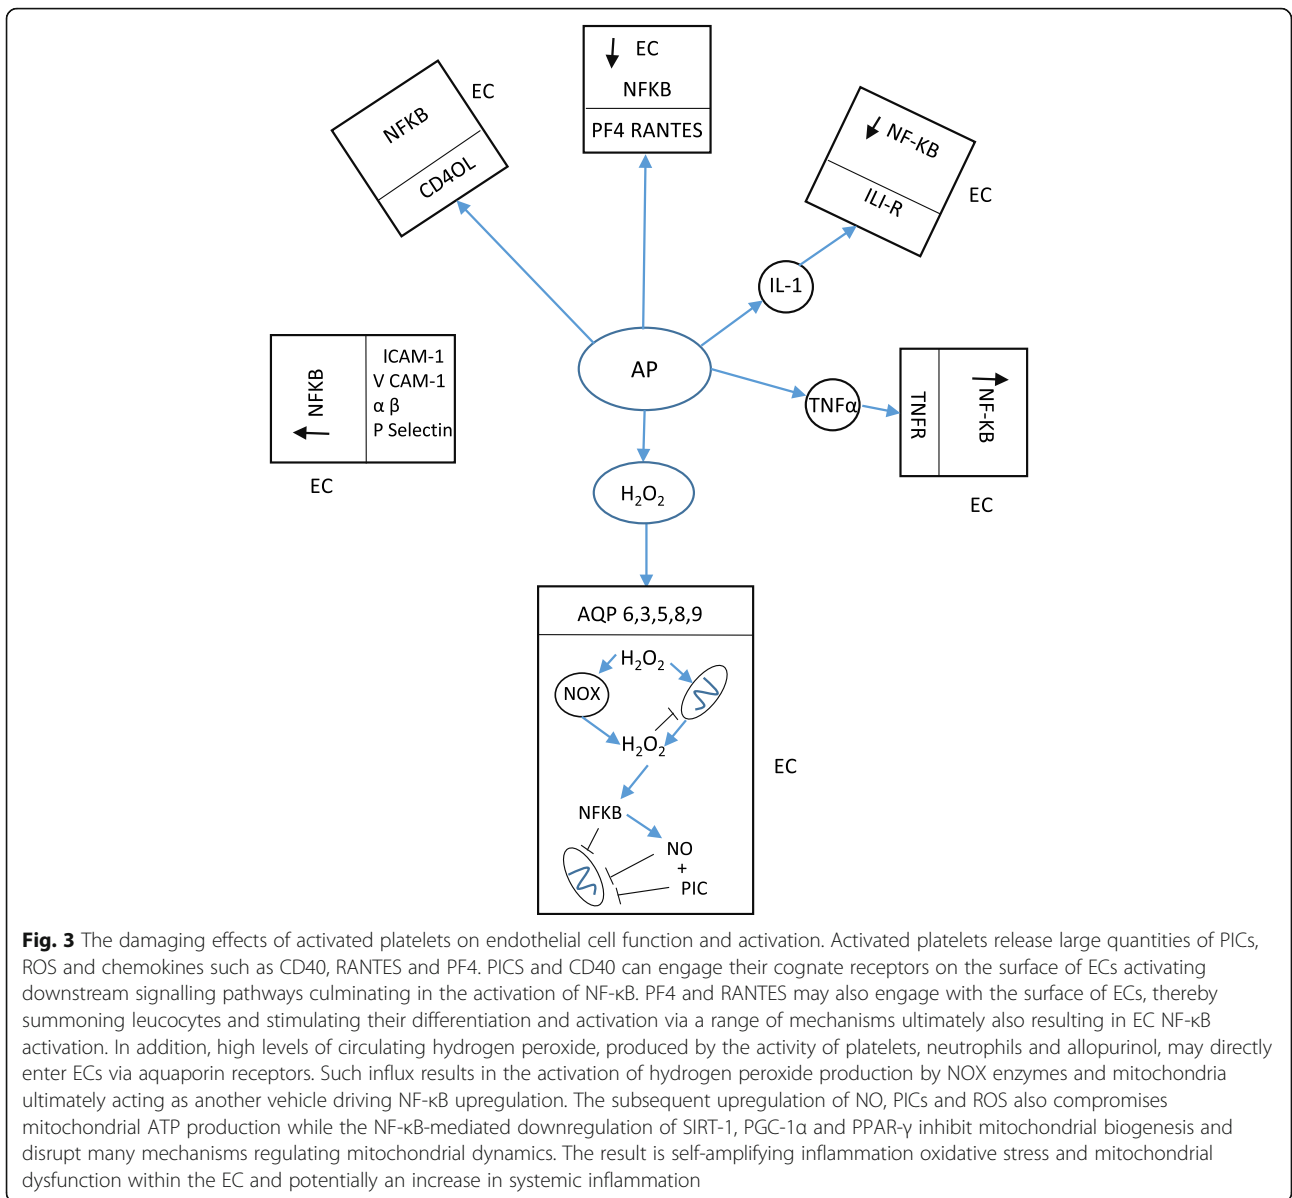 EC
NFKB
PF4 RANTES
NFKB
CD4OL
EC
NF-KB
ILI-R
EC
IL-1
AP
TNFα
TNFR
NF-KB
EC
NFKB
ICAM-1
V CAM-1
α β
P Selectin
EC
H₂O₂
AQP 6,3,5,8,9
H₂O₂
NOX
H₂O₂
EC
NFKB
NO
+
PIC
Fig. 3 The damaging effects of activated platelets on endothelial cell function and activation. Activated platelets release large quantities of PICs,
ROS and chemokines such as CD40, RANTES and PF4. PICS and CD40 can engage their cognate receptors on the surface of ECs activating
downstream signalling pathways culminating in the activation of NF-κB. PF4 and RANTES may also engage with the surface of ECs, thereby
summoning leucocytes and stimulating their differentiation and activation via a range of mechanisms ultimately also resulting in EC NF-κB
activation. In addition, high levels of circulating hydrogen peroxide, produced by the activity of platelets, neutrophils and allopurinol, may directly
enter ECs via aquaporin receptors. Such influx results in the activation of hydrogen peroxide production by NOX enzymes and mitochondria
ultimately acting as another vehicle driving NF-κB upregulation. The subsequent upregulation of NO, PICs and ROS also compromises
mitochondrial ATP production while the NF-κB-mediated downregulation of SIRT-1, PGC-1α and PPAR-γ inhibit mitochondrial biogenesis and
disrupt many mechanisms regulating mitochondrial dynamics. The result is self-amplifying inflammation oxidative stress and mitochondrial
dysfunction within the EC and potentially an increase in systemic inflammation